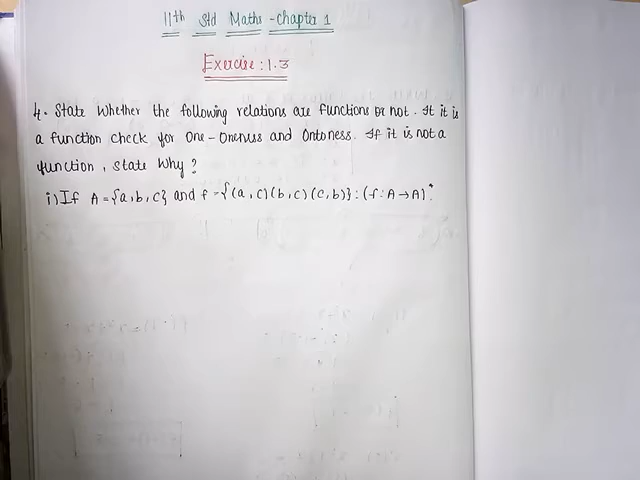 11th Std Maths - chapter 1
Exercise : 1.3
4. State whether the following relations are functions or not. It it is
a function check for One-Oneness and Ontoness. If it is not a
function, state why?
i) If A = {a, b, c} and f = {(a, c) (b, c) (c, b)} : (f : A → A).